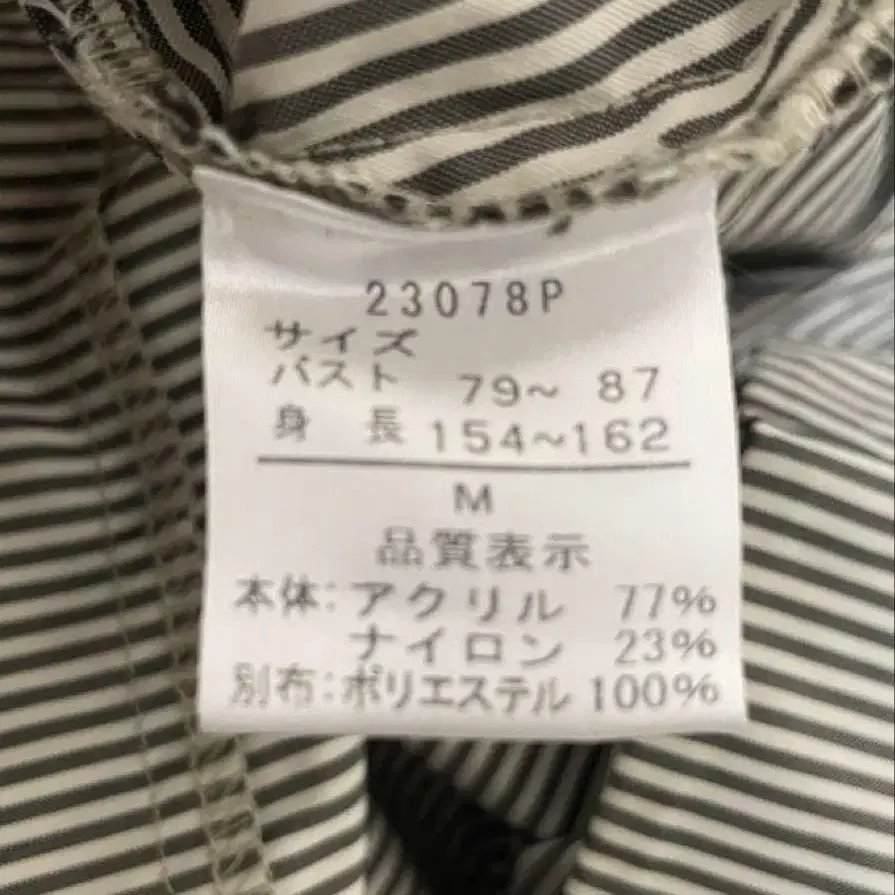 23078P
サイズ
バスト 79~ 87
身 長 154~162
M
品質表示
本体:アクリル 77%
ナイロン 23%
別布:ポリエステル 100%